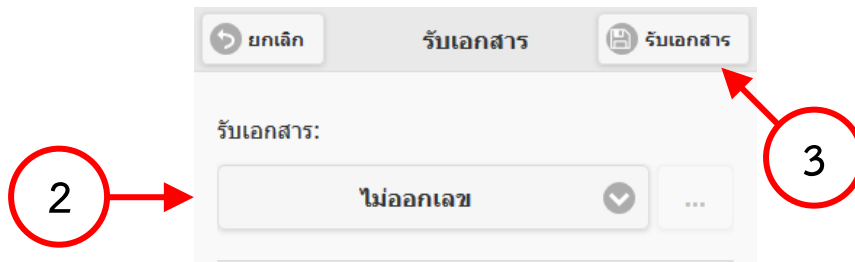 ยกเลิก รับเอกสาร รับเอกสาร
รับเอกสาร:
2 ไม่ออกเลข ...
3